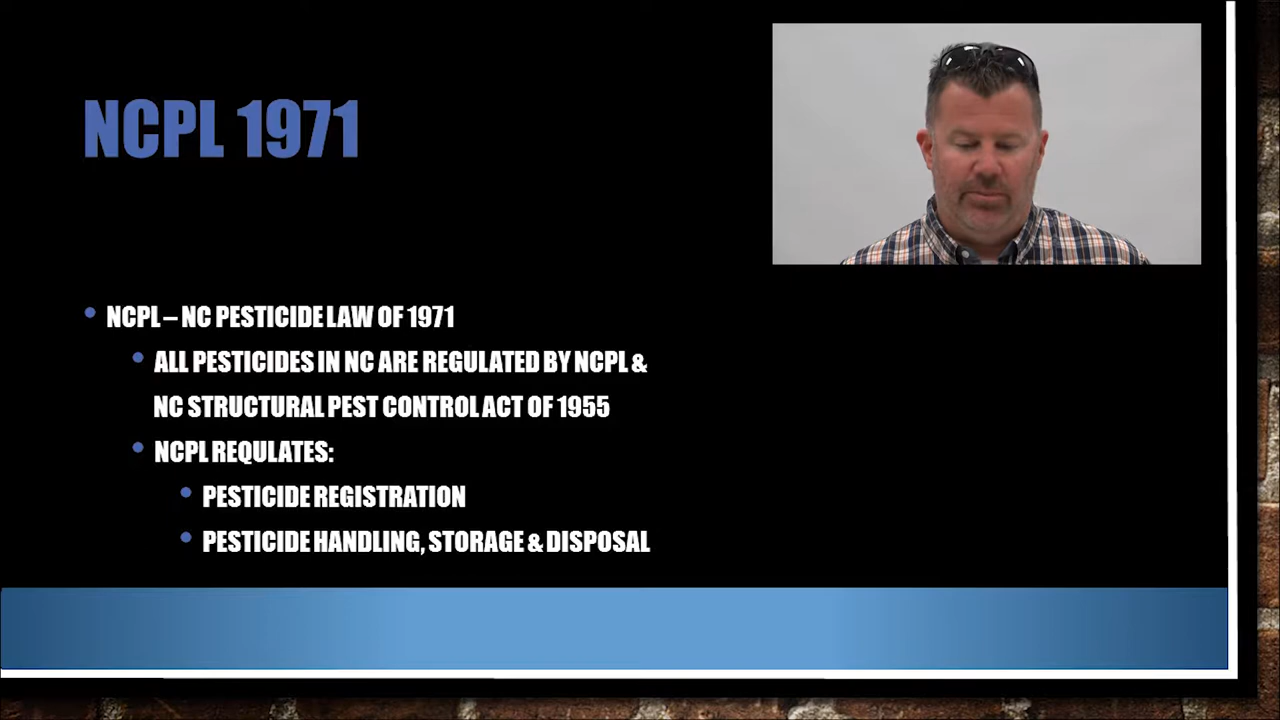 NCPL 1971
NCPL – NC PESTICIDE LAW OF 1971
ALL PESTICIDES IN NC ARE REGULATED BY NCPL &
NC STRUCTURAL PEST CONTROL ACT OF 1955
NCPL REQULATES:
PESTICIDE REGISTRATION
PESTICIDE HANDLING, STORAGE & DISPOSAL